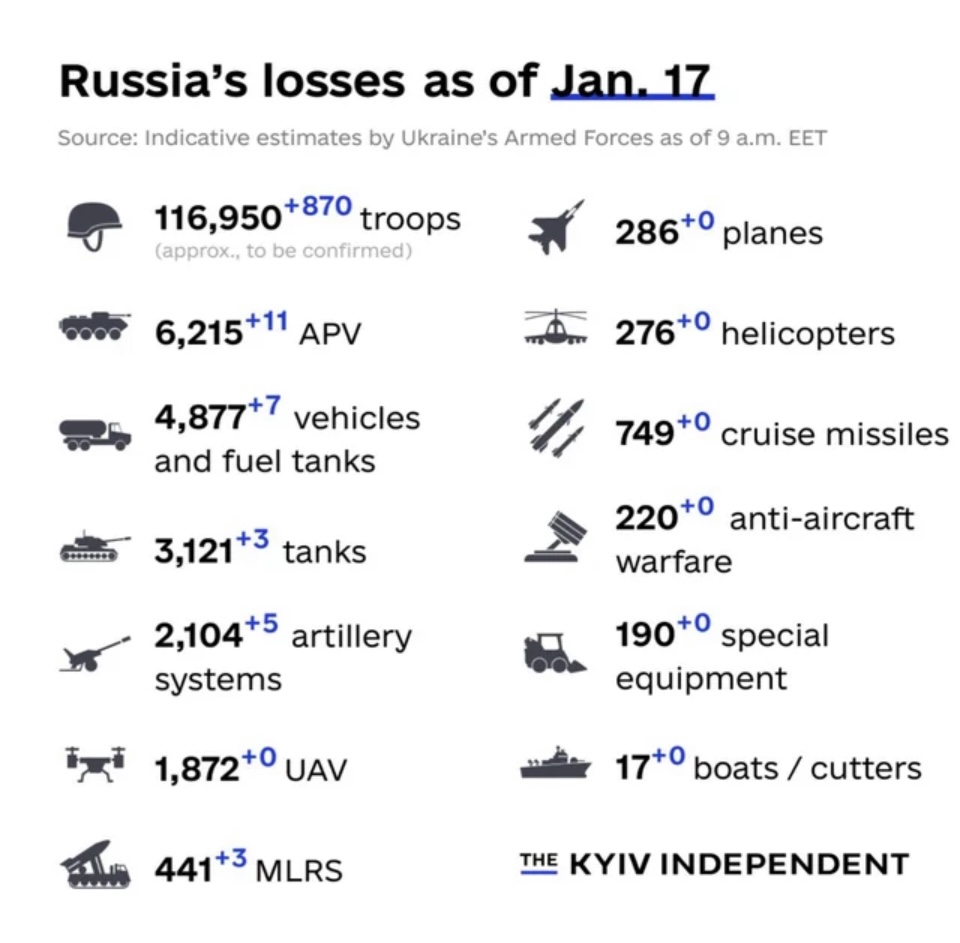 Russia’s losses as of Jan. 17
Source: Indicative estimates by Ukraine’s Armed Forces as of 9 a.m. EET
116,950+870 troops
(approx., to be confirmed)
6,215+11 APV
4,877+7 vehicles
and fuel tanks
3,121+3 tanks
2,104+5 artillery
systems
1,872+0 UAV
441+3 MLRS
286+0 planes
276+0 helicopters
749+0 cruise missiles
220+0 anti-aircraft
warfare
190+0 special
equipment
17+0 boats / cutters
THE KYIV INDEPENDENT